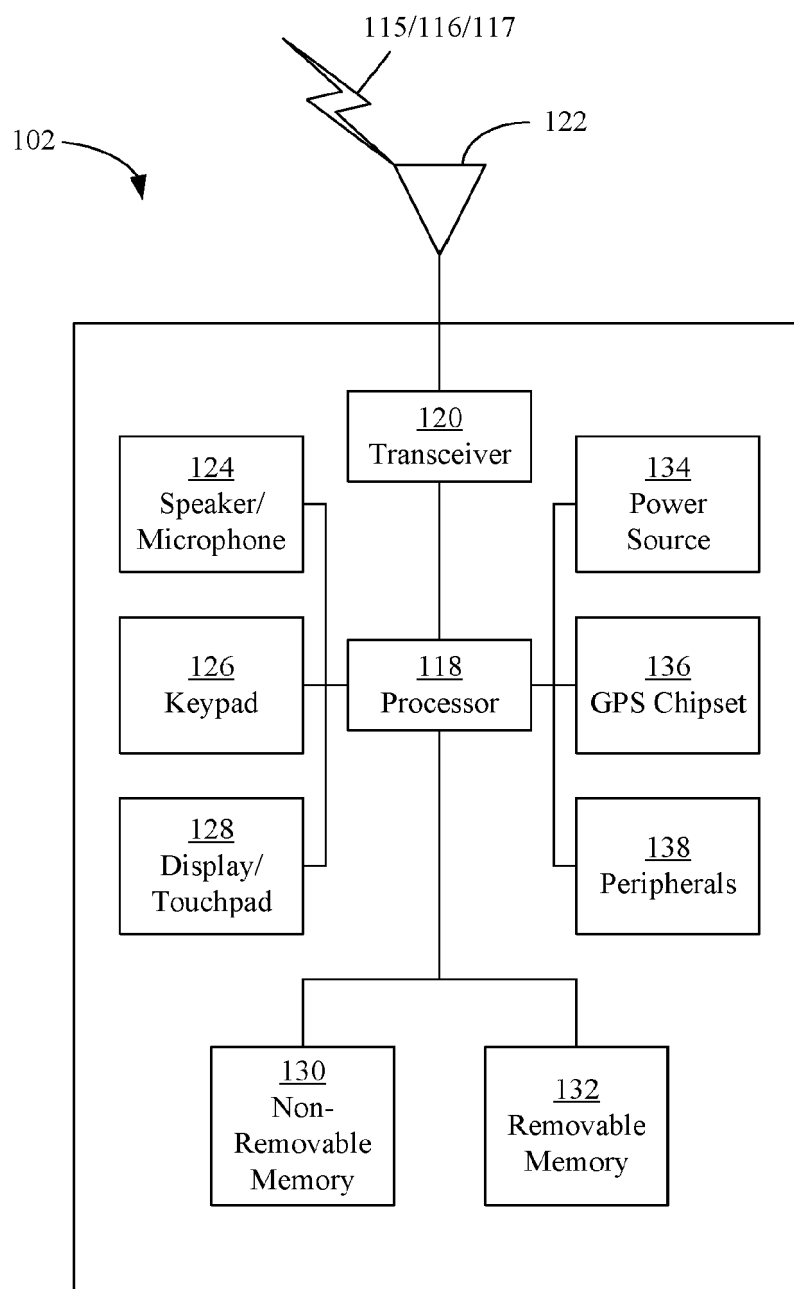 115/116/117
122
102
120
Transceiver
124
Speaker/
Microphone
134
Power
Source
126
Keypad
118
Processor
136
GPS Chipset
128
Display/
Touchpad
138
Peripherals
130
Non-
Removable
Memory
132
Removable
Memory